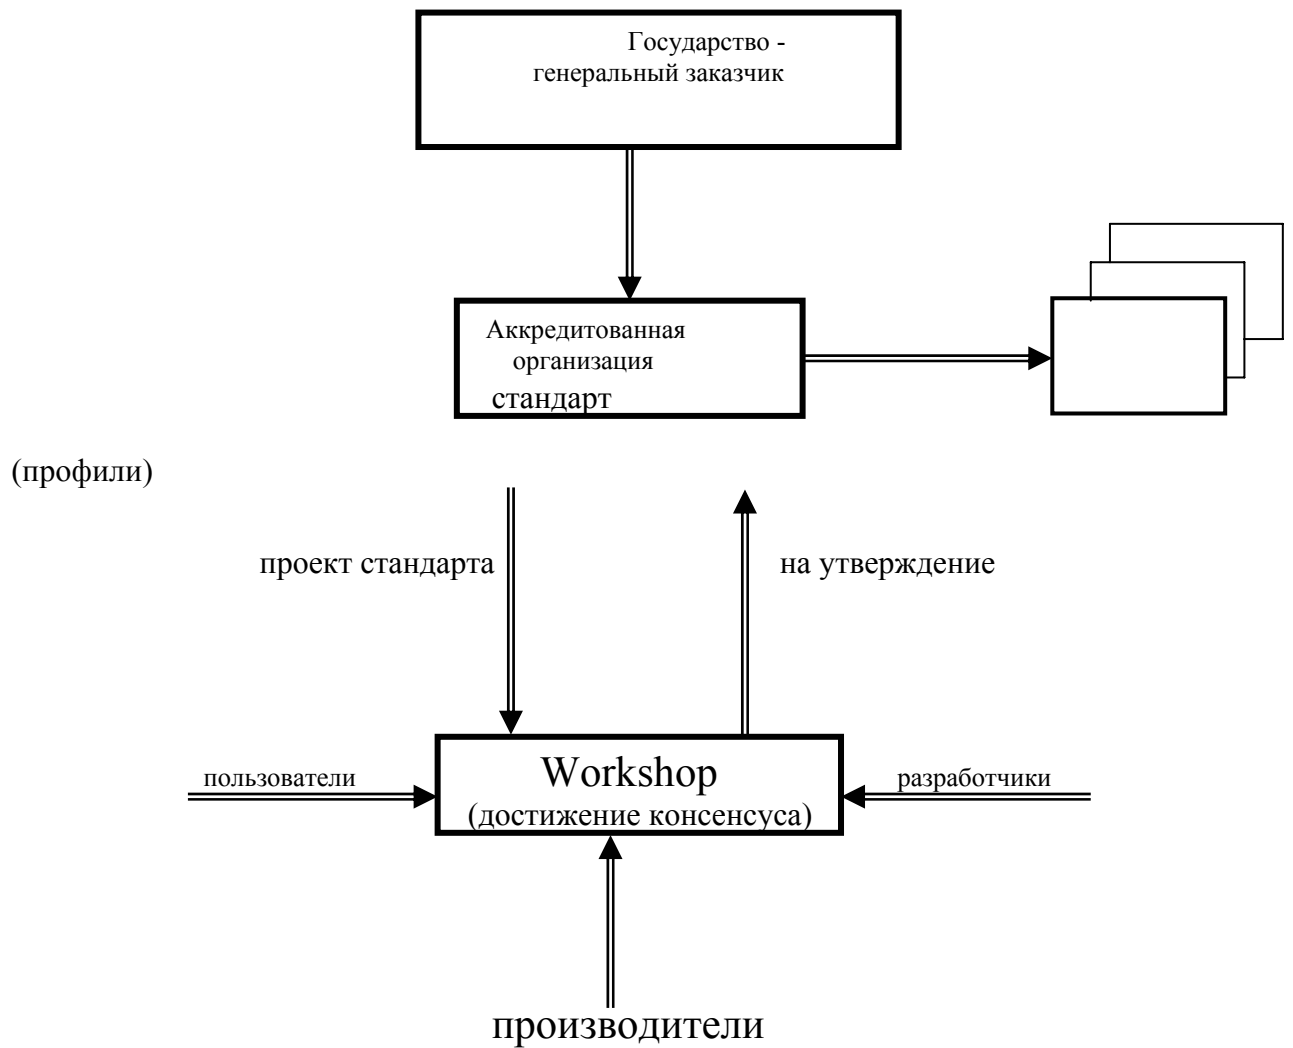 Государство -
генеральный заказчик
Аккредитованная
организация
стандарт
(профили)
проект стандарта
на утверждение
пользователи
Workshop
(достижение консенсуса)
разработчики
производители